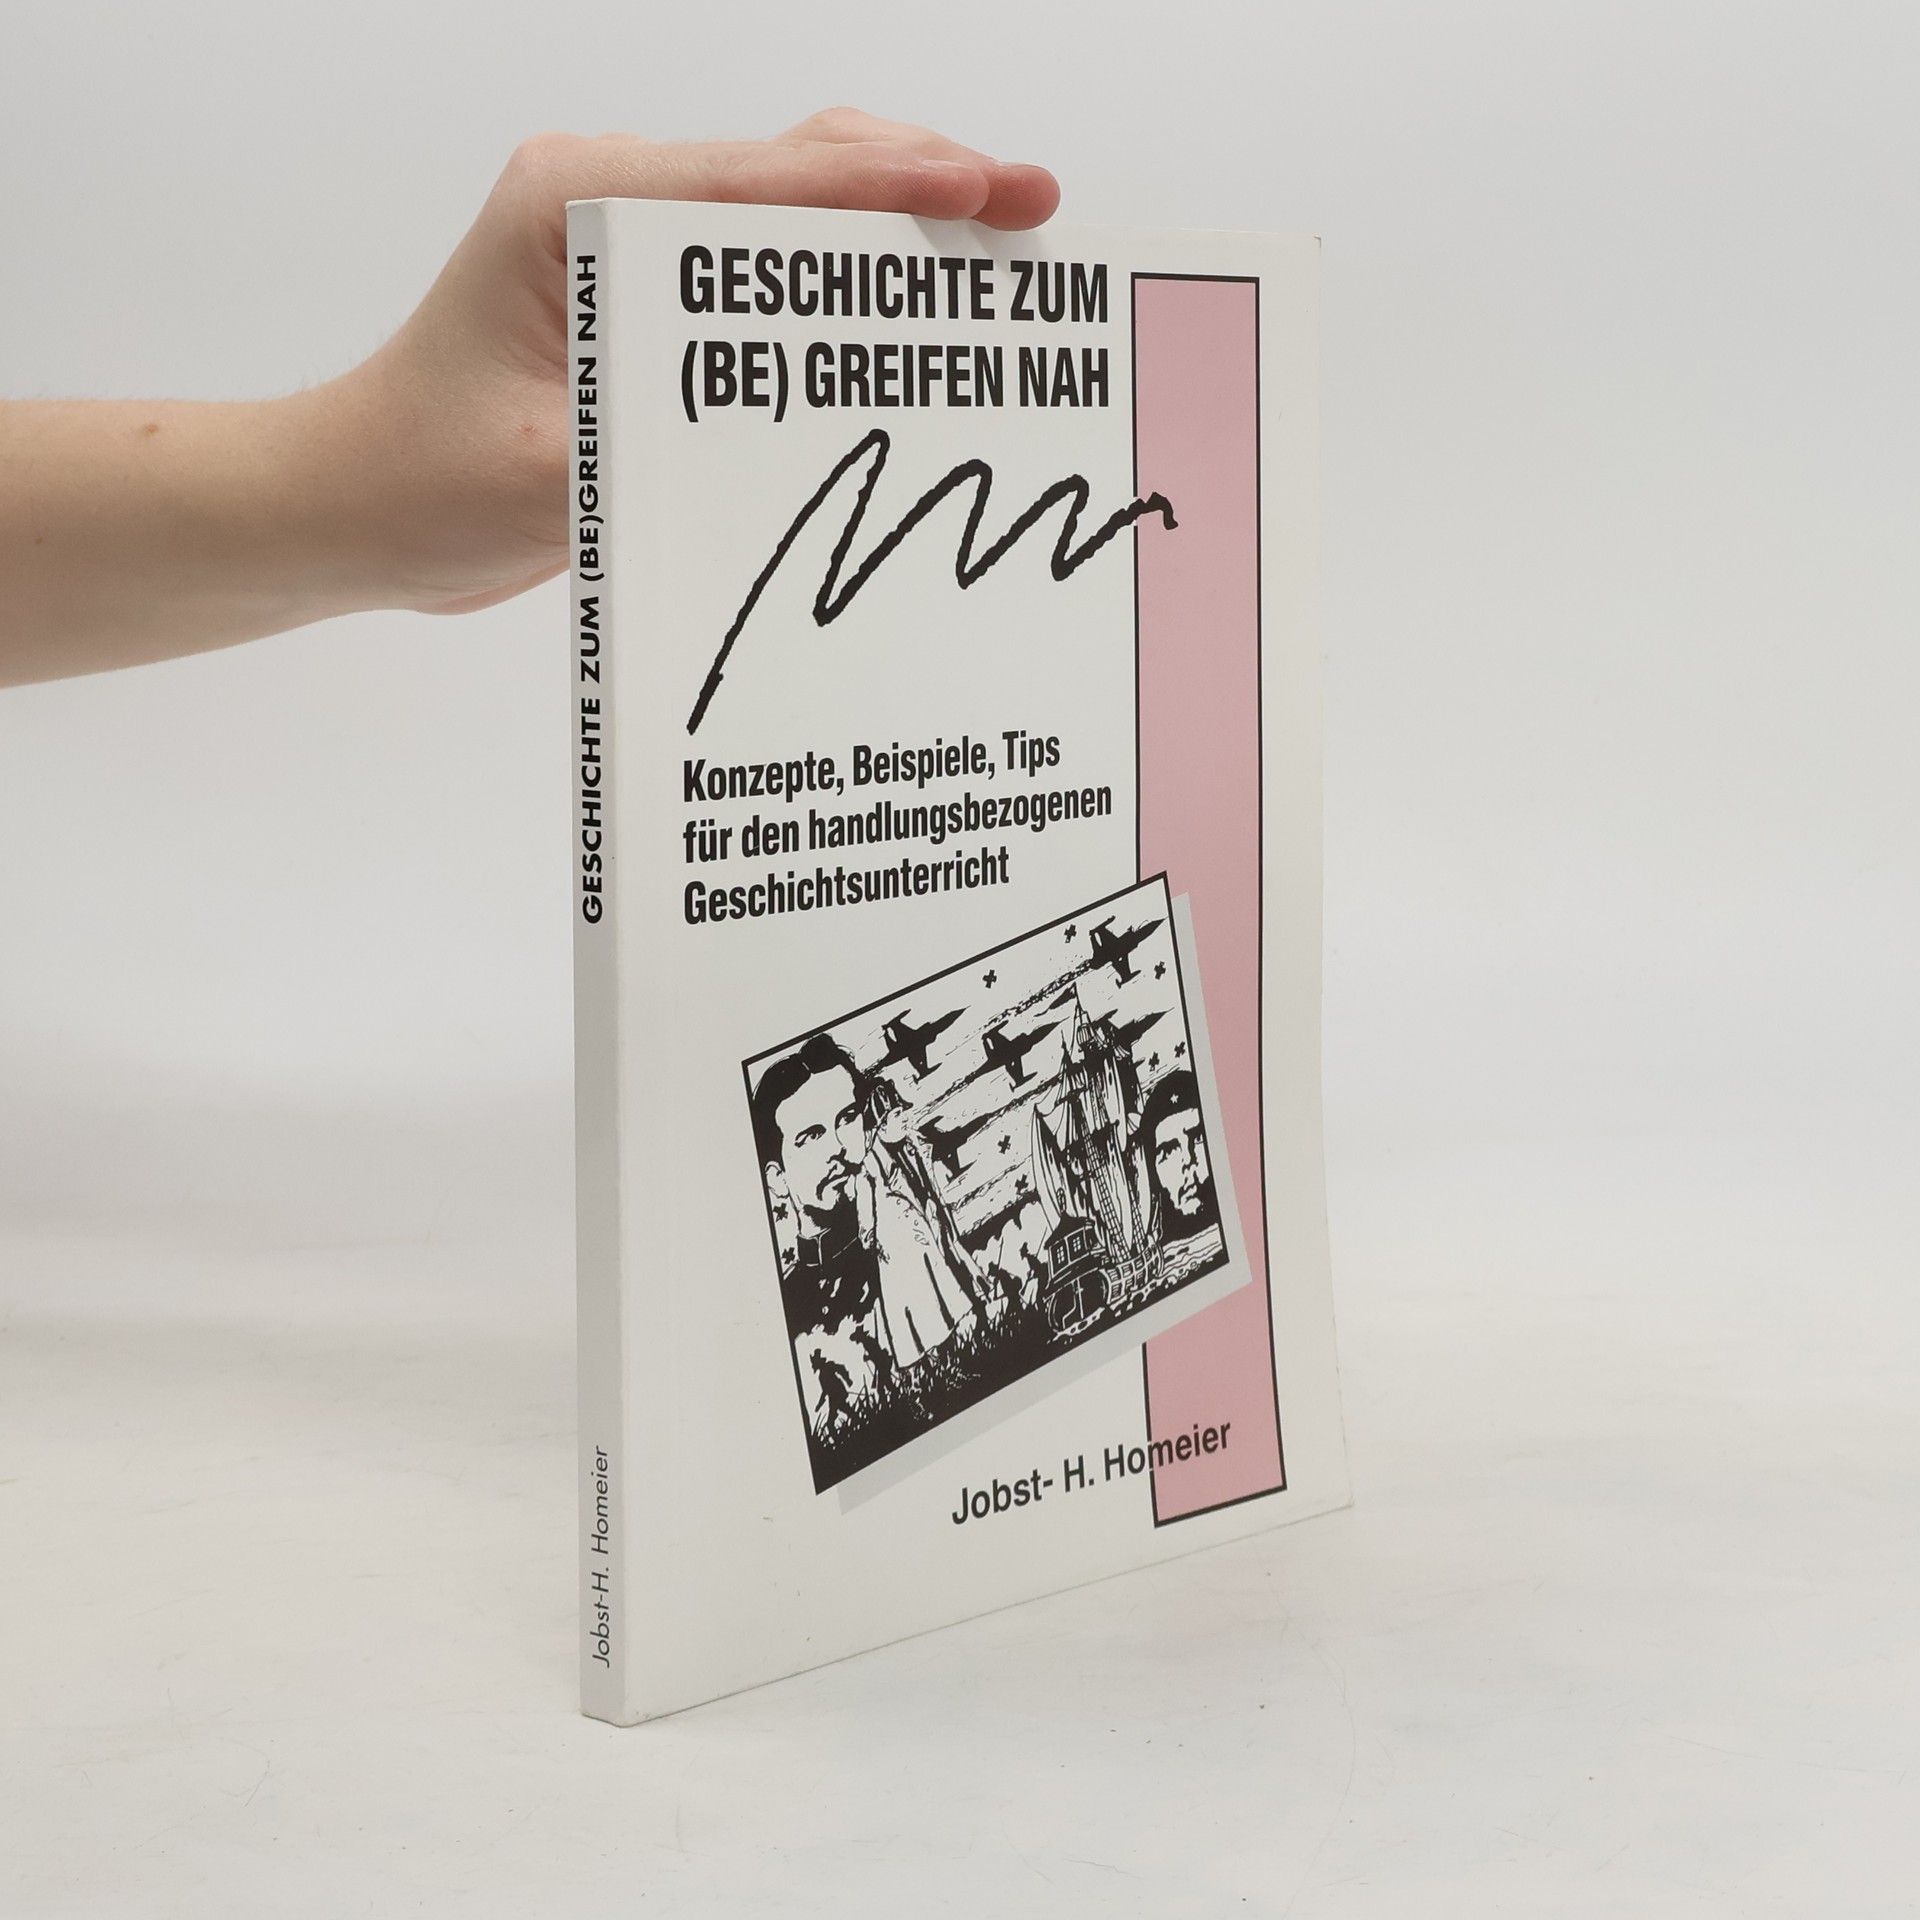 GESCHICHTE ZUM (BE)GREIFEN NAH
Jobst-H. Homeier
GESCHICHTE ZUM
(BE) GREIFEN NAH
Konzepte, Beispiele, Tips
für den handlungsbezogenen
Geschichtsunterricht
Jobst- H. Homeier